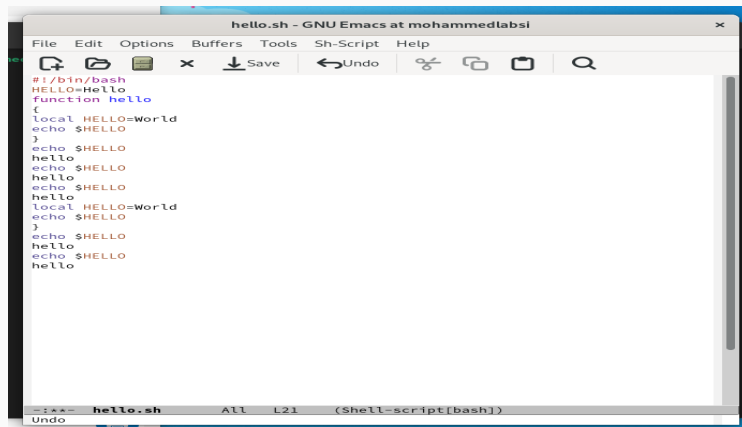 hello.sh - GNU Emacs at mohammedlabsi
File Edit Options Buffers Tools Sh-Script Help
Save Undo
#!/bin/bash
HELLO=Hello
function hello
{
local HELLO=World
echo $HELLO
}
echo $HELLO
hello
echo $HELLO
hello
echo $HELLO
hello
local HELLO=World
echo $HELLO
}
echo $HELLO
hello
echo $HELLO
hello
-:**- hello.sh All L21 (Shell-script[bash])
Undo